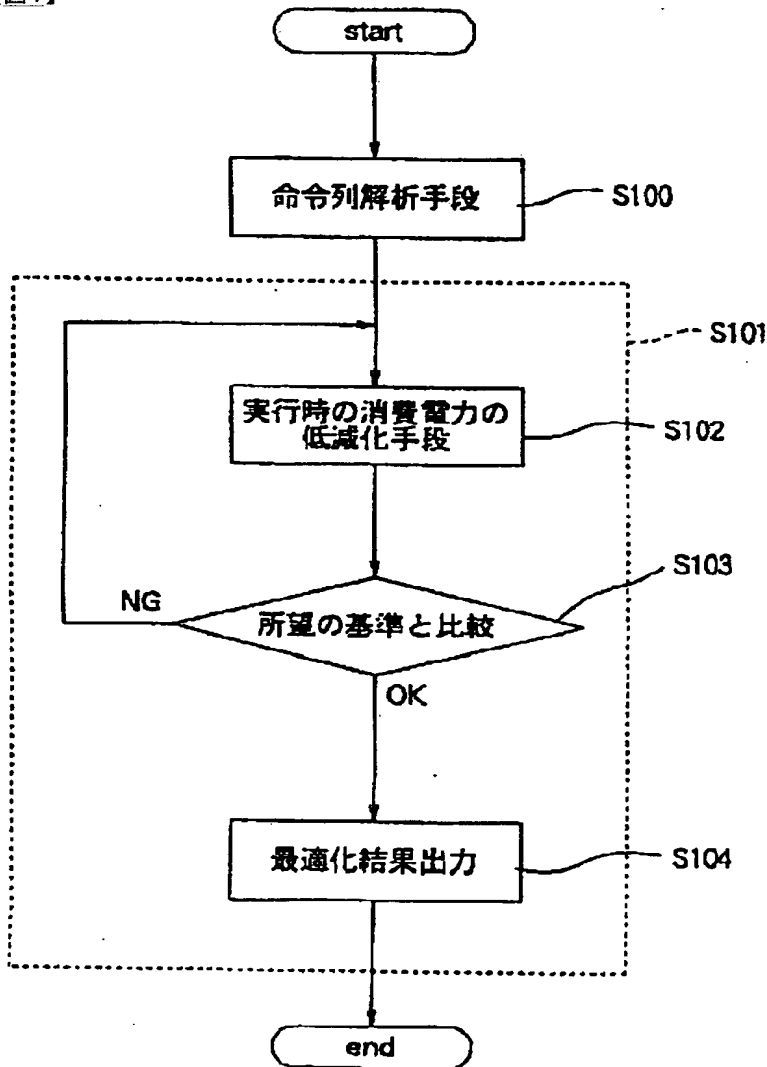 start
命令列解析手段
S100
S101
実行時の消費電力の
低減化手段
S102
S103
NG
所望の基準と比較
OK
最適化結果出力
S104
end